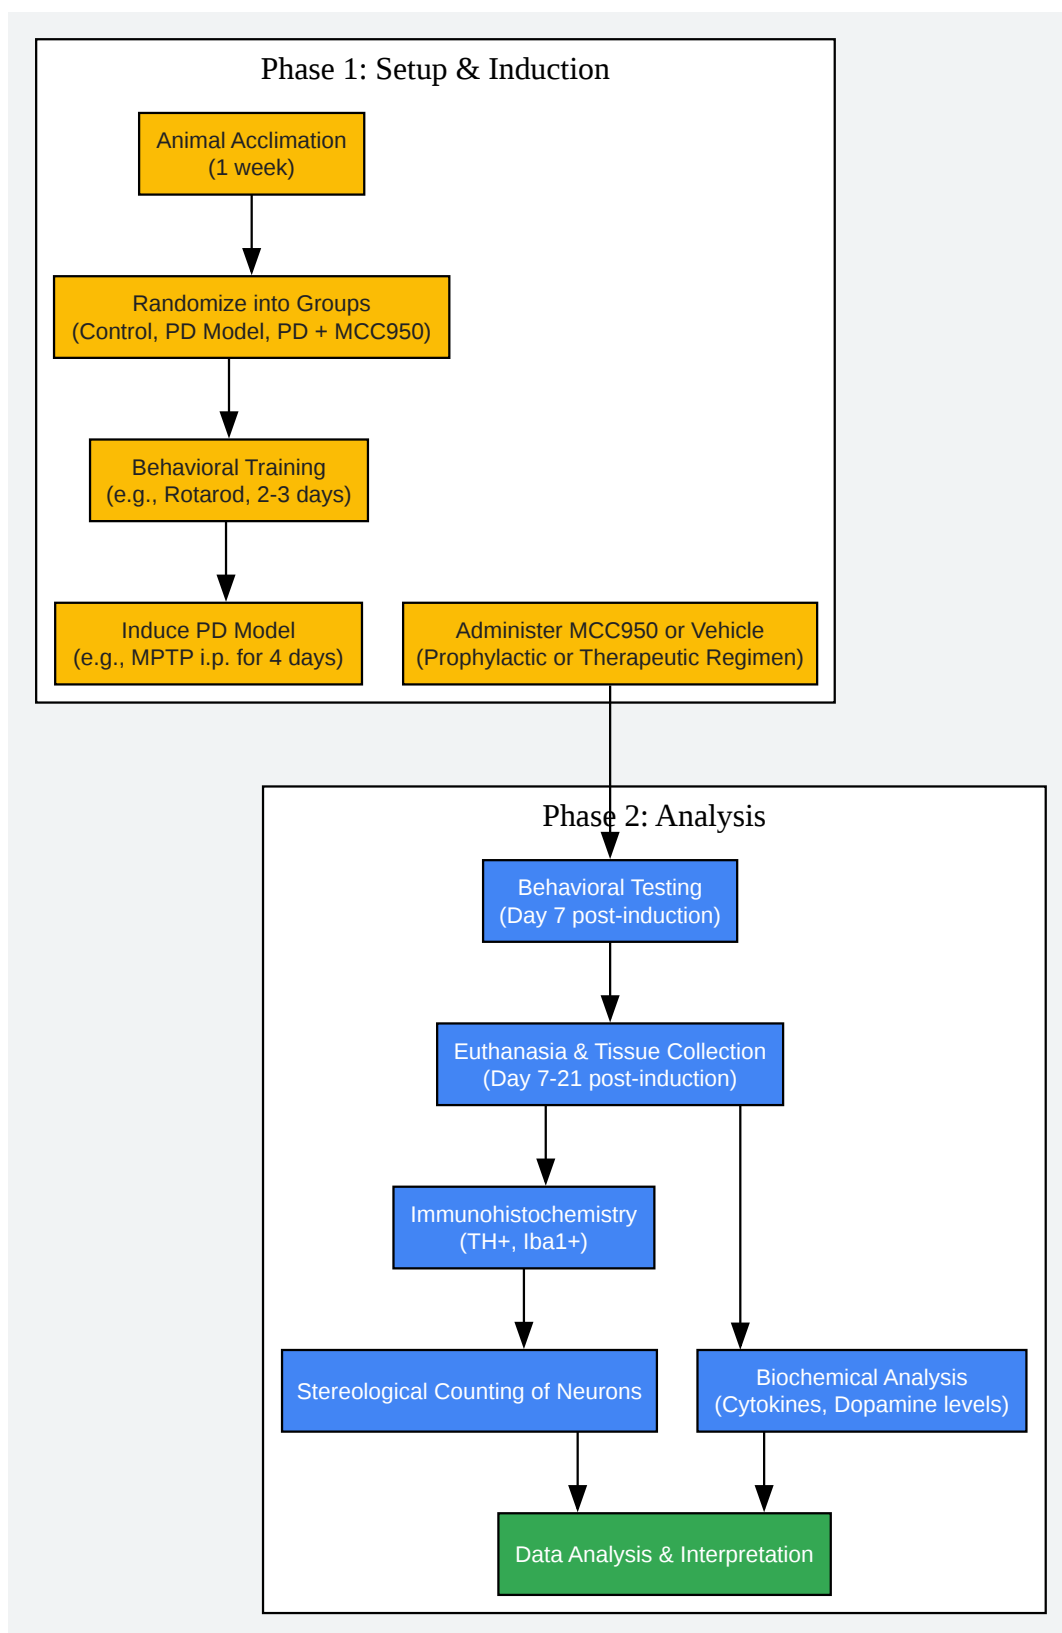 Phase 1: Setup & Induction
Animal Acclimation
(1 week)
Randomize into Groups
(Control, PD Model, PD + MCC950)
Behavioral Training
(e.g., Rotarod, 2-3 days)
Induce PD Model
(e.g., MPTP i.p. for 4 days)
Administer MCC950 or Vehicle
(Prophylactic or Therapeutic Regimen)
Phase 2: Analysis
Behavioral Testing
(Day 7 post-induction)
Euthanasia & Tissue Collection
(Day 7-21 post-induction)
Immunohistochemistry
(TH+, Iba1+)
Stereological Counting of Neurons
Biochemical Analysis
(Cytokines, Dopamine levels)
Data Analysis & Interpretation